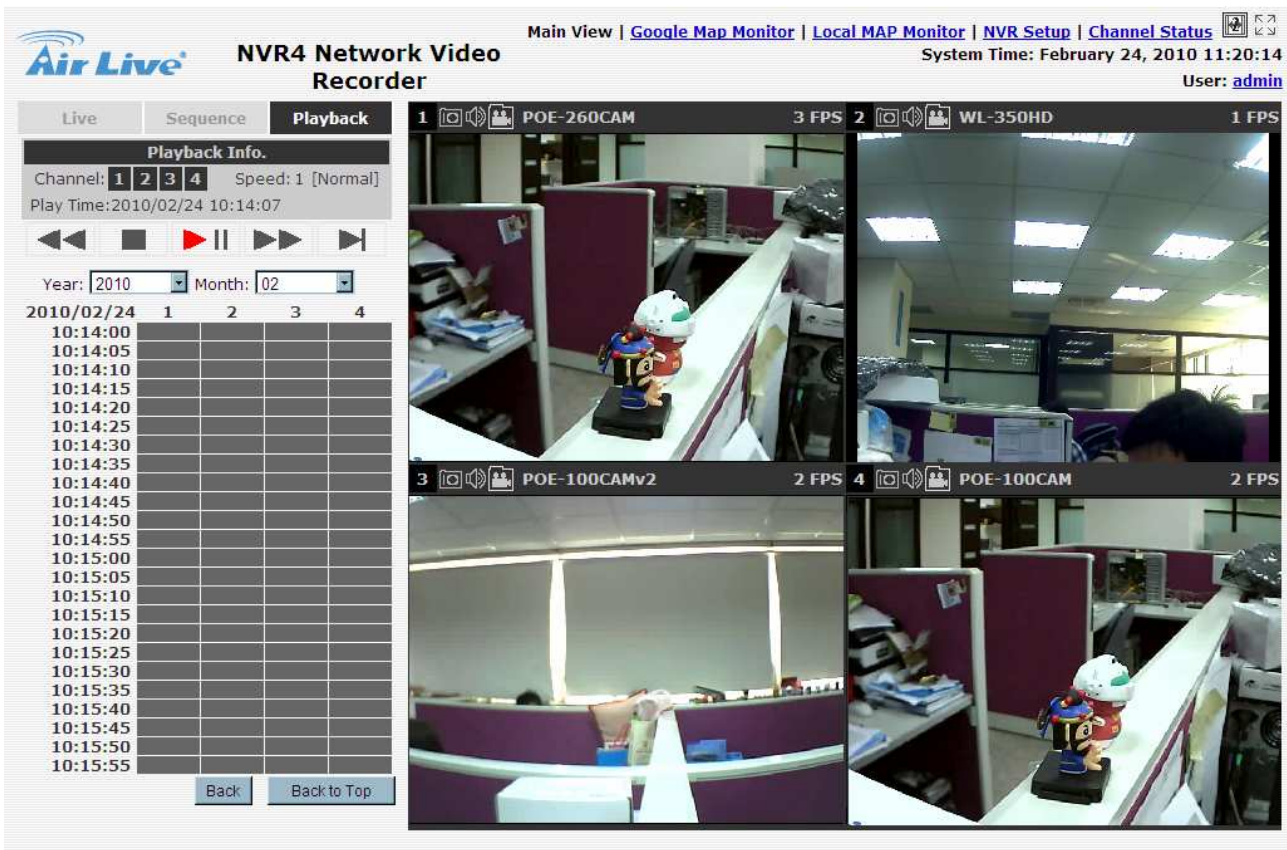 Air Live
NVR4 Network Video Recorder
Main View | Google Map Monitor | Local MAP Monitor | NVR Setup | Channel Status
System Time: February 24, 2010 11:20:14
User: admin
Live Sequence Playback
Playback Info.
Channel: 1 2 3 4 Speed: 1 [Normal]
Play Time:2010/02/24 10:14:07
Year: 2010 Month: 02
2010/02/24 1 2 3 4
10:14:00
10:14:05
10:14:10
10:14:15
10:14:20
10:14:25
10:14:30
10:14:35
10:14:40
10:14:45
10:14:50
10:14:55
10:15:00
10:15:05
10:15:10
10:15:15
10:15:20
10:15:25
10:15:30
10:15:35
10:15:40
10:15:45
10:15:50
10:15:55
Back Back to Top
1 POE-260CAM 3 FPS
2 WL-350HD 1 FPS
3 POE-100CAMv2 2 FPS
4 POE-100CAM 2 FPS